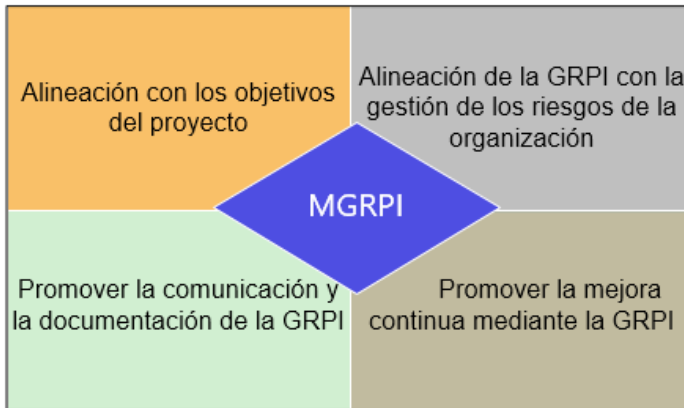 Alineación con los objetivos
del proyecto
Alineación de la GRPI con la
gestión de los riesgos de la
organización
MGRPI
Promover la comunicación y
la documentación de la GRPI
Promover la mejora
continua mediante la GRPI